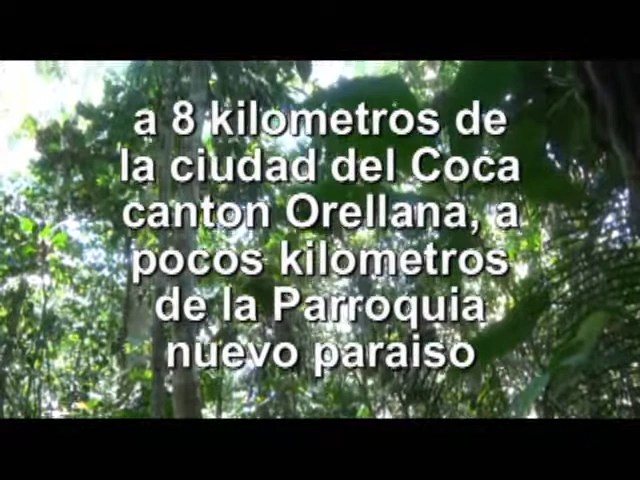 a 8 kilometros de
la ciudad del Coca
canton Orellana, a
pocos kilometros
de la Parroquia
nuevo paraiso